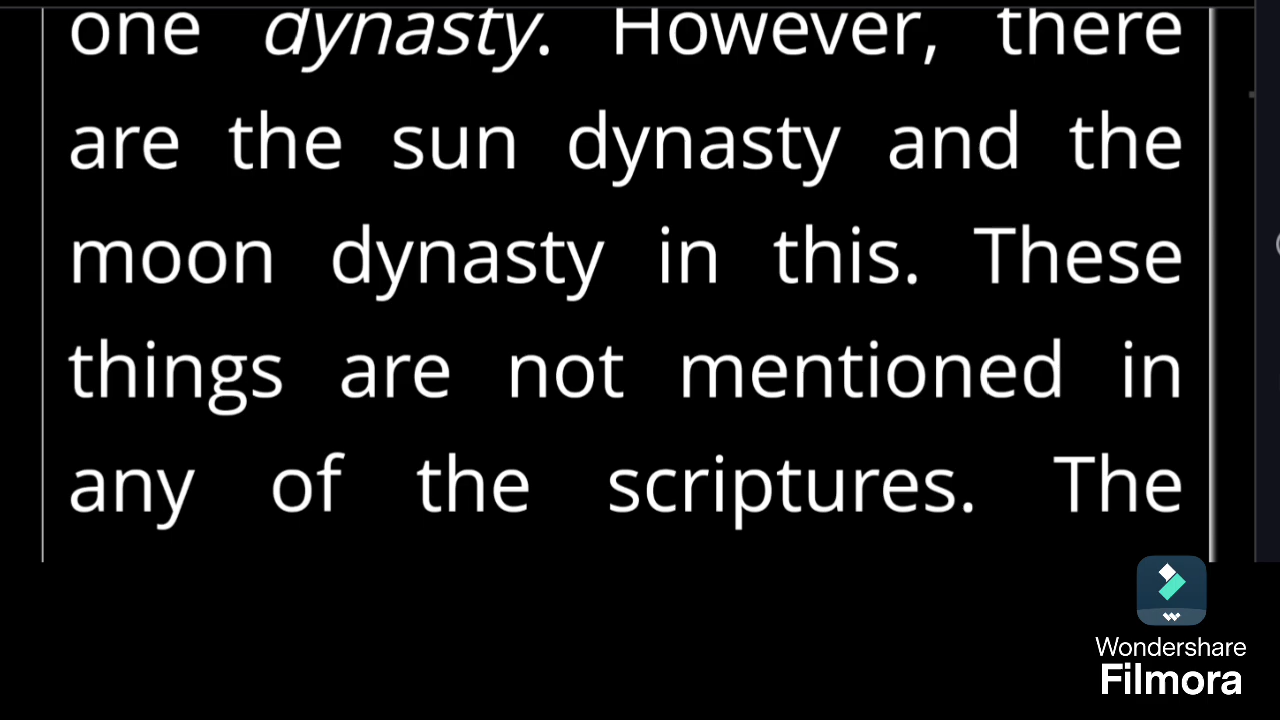 one dynasty. However, there
are the sun dynasty and the
moon dynasty in this. These
things are not mentioned in
any of the scriptures. The
Wondershare
Filmora